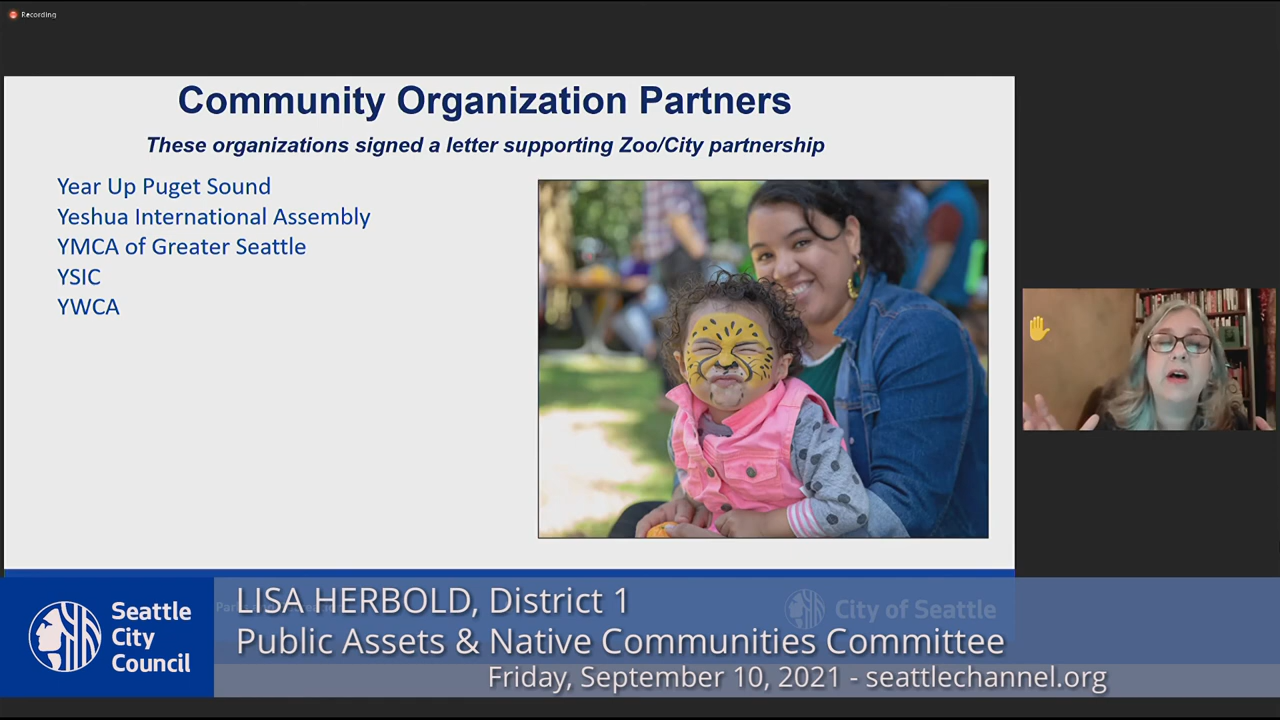 Recording
Community Organization Partners
These organizations signed a letter supporting Zoo/City partnership
Year Up Puget Sound
Yeshua International Assembly
YMCA of Greater Seattle
YSIC
YWCA
City of Seattle
Seattle
City
Council
LISA HERBOLD, District 1
Public Assets & Native Communities Committee
Friday, September 10, 2021 - seattlechannel.org